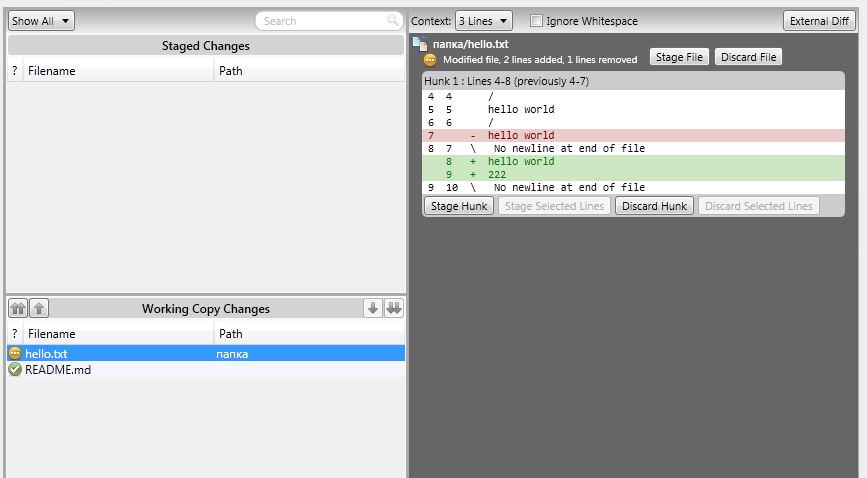 Show All
Search
Staged Changes
? Filename Path
Working Copy Changes
? Filename Path
hello.txt папка
README.md
Context: 3 Lines Ignore Whitespace External Diff
папка/hello.txt
Modified file, 2 lines added, 1 lines removed
Stage File Discard File
Hunk 1 : Lines 4-8 (previously 4-7)
4 4 /
5 5 hello world
6 6 /
7 - hello world
8 7 \ No newline at end of file
8 + hello world
9 + 222
9 10 \ No newline at end of file
Stage Hunk Stage Selected Lines Discard Hunk Discard Selected Lines